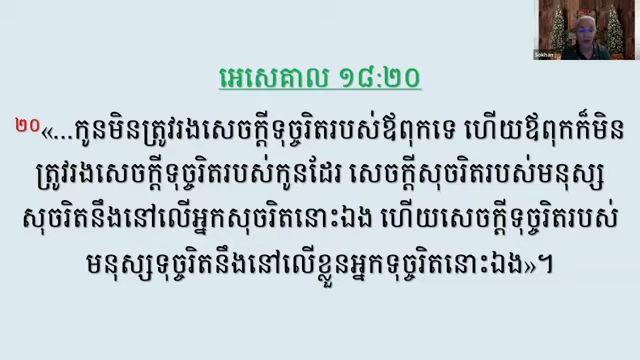 Sokhan
អេសេគាល ១៨:២០
២០«...កូនមិនត្រូវរងសេចក្ដីទុច្ចរិតរបស់ឪពុកទេ ហើយឪពុកក៏មិន
ត្រូវរងសេចក្ដីទុច្ចរិតរបស់កូនដែរ សេចក្ដីសុចរិតរបស់មនុស្ស
សុចរិតនឹងនៅលើអ្នកសុចរិតនោះឯង ហើយសេចក្ដីទុច្ចរិតរបស់
មនុស្សទុច្ចរិតនឹងនៅលើខ្លួនអ្នកទុច្ចរិតនោះឯង»។